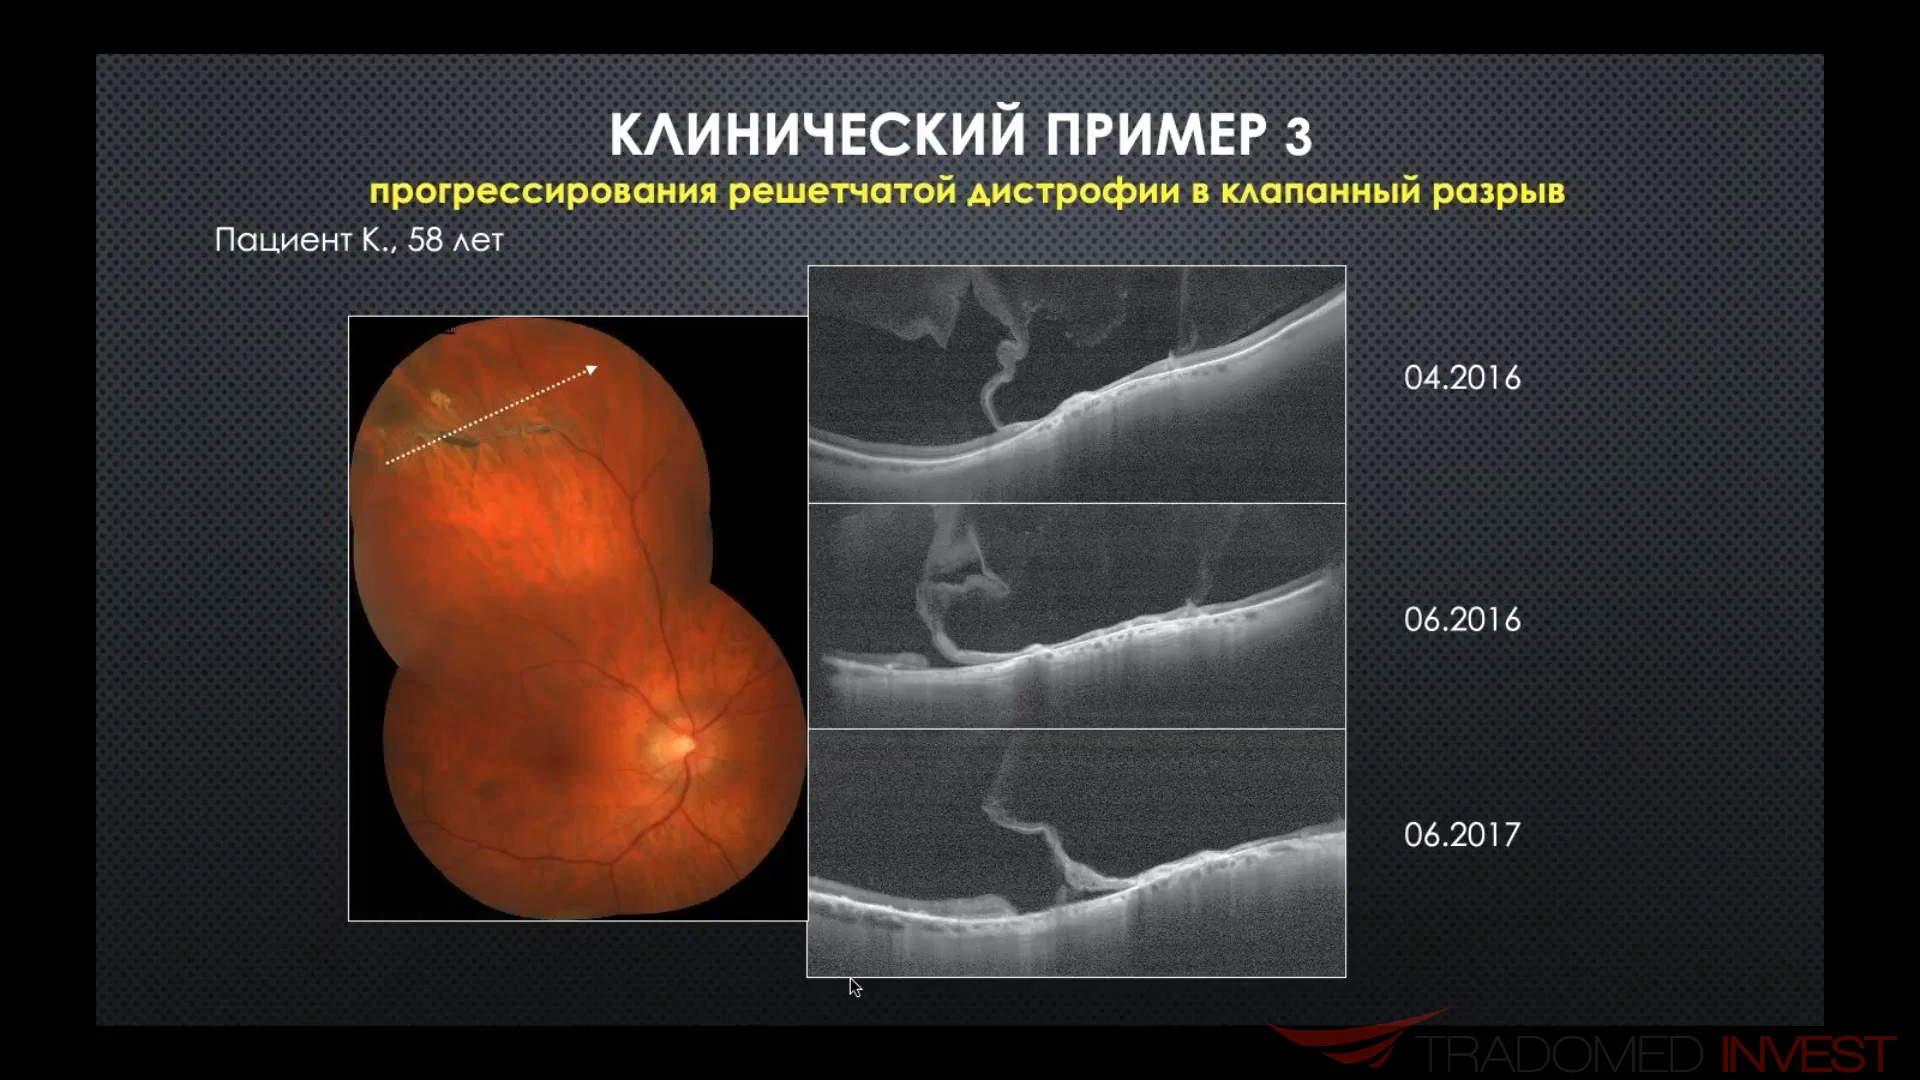 КЛИНИЧЕСКИЙ ПРИМЕР 3
прогрессирования решетчатой дистрофии в клапанный разрыв
Пациент К., 58 лет
04.2016
06.2016
06.2017
TRADOMED INVEST